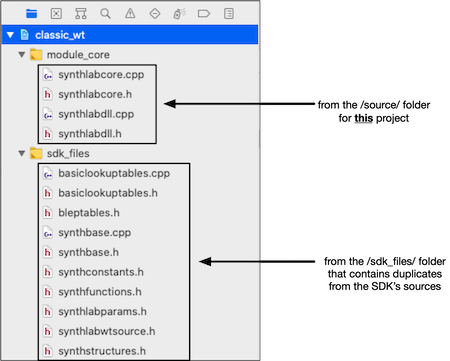 classic_wt
module_core
synthlabcore.cpp
synthlabcore.h
synthlabdll.cpp
synthlabdll.h
sdk_files
basiclookuptables.cpp
basiclookuptables.h
bleptables.h
synthbase.cpp
synthbase.h
synthconstants.h
synthfunctions.h
synthlabparams.h
synthlabwtsource.h
synthstructures.h
from the /source/ folder
for this project
from the /sdk_files/ folder
that contains duplicates
from the SDK's sources